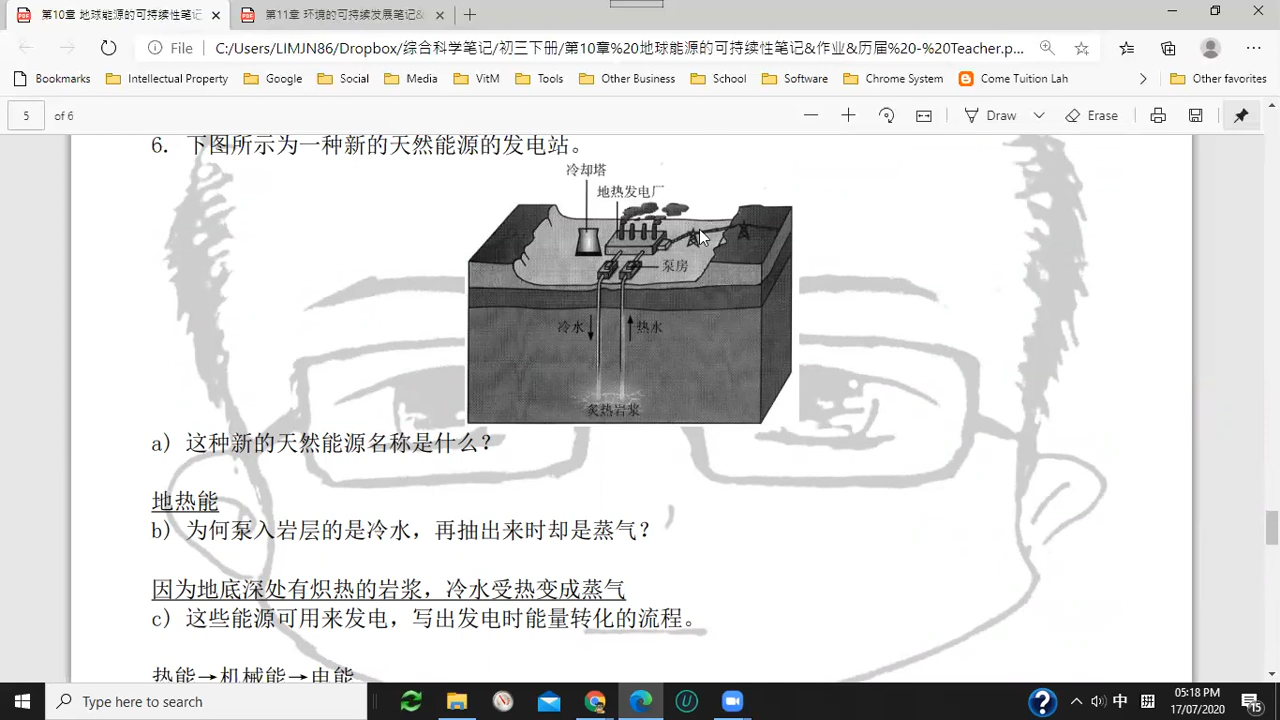 第10章 地球能源的可持续性笔记
第11章 环境的可持续发展笔记&
File
C:/Users/LIMJN86/Dropbox/综合科学笔记/初三下册/第10章%20地球能源的可持续性笔记&作业&历届%20-%20Teacher.p...
Bookmarks Intellectual Property Google Social Media VitM Tools Other Business School Software Chrome System Come Tuition Lah Other favorites
5 of 6 Draw Erase
6. 下图所示为一种新的天然能源的发电站。
冷却塔
地热发电厂
泵房
冷水 热水
炙热岩浆
a) 这种新的天然能源名称是什么?
地热能
b) 为何泵入岩层的是冷水，再抽出来时却是蒸气?
因为地底深处有炽热的岩浆，冷水受热变成蒸气
c) 这些能源可用来发电，写出发电时能量转化的流程。
热能→机械能→电能
Type here to search
中 拼
05:18 PM
17/07/2020
15